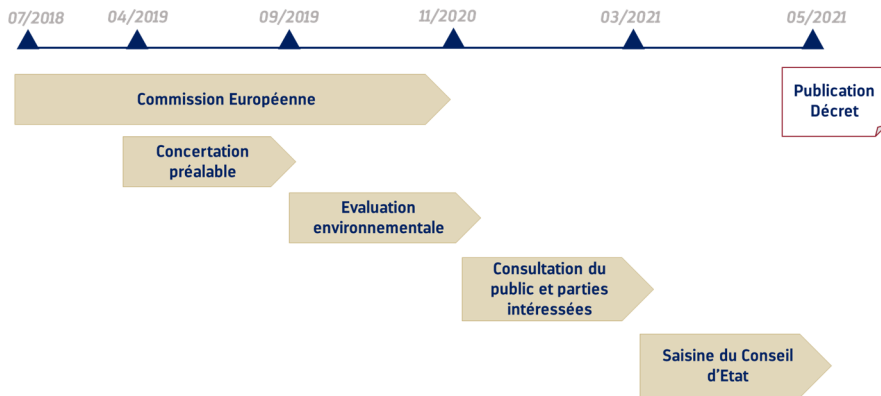 07/2018
04/2019
09/2019
11/2020
03/2021
05/2021
Commission Européenne
Publication
Décret
Concertation
préalable
Evaluation
environnementale
Consultation du
public et parties
intéressées
Saisine du Conseil
d'Etat